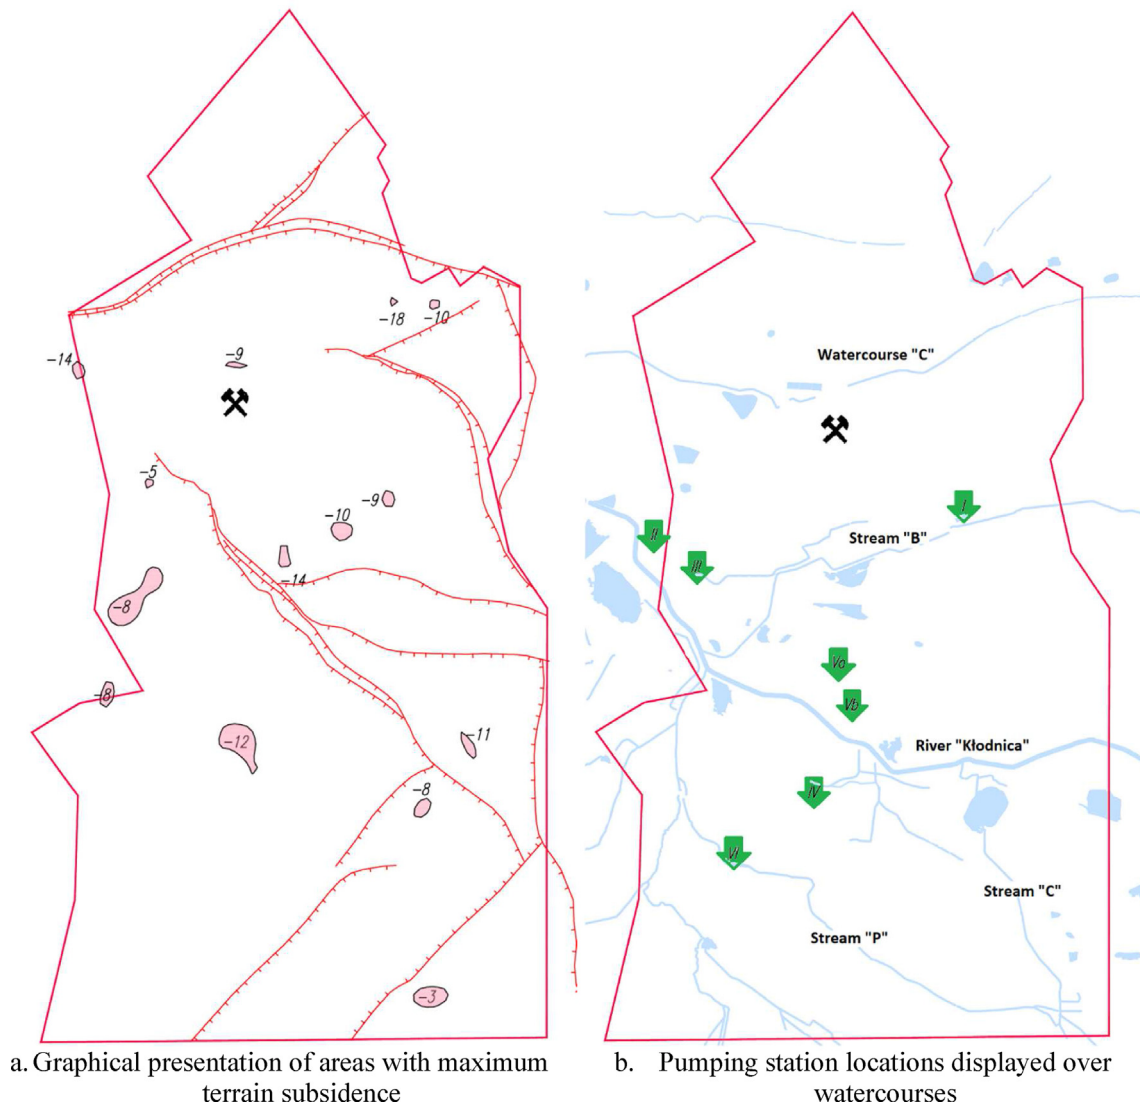 -18
-10
-14
-9
-5
-9
-10
-14
-8
-8
-12
-11
-8
-3
a. Graphical presentation of areas with maximum
terrain subsidence
Watercourse "C"
I
Stream "B"
II
III
Va
Vb
River "Kłodnica"
IV
VI
Stream "C"
Stream "P"
b. Pumping station locations displayed over
watercourses